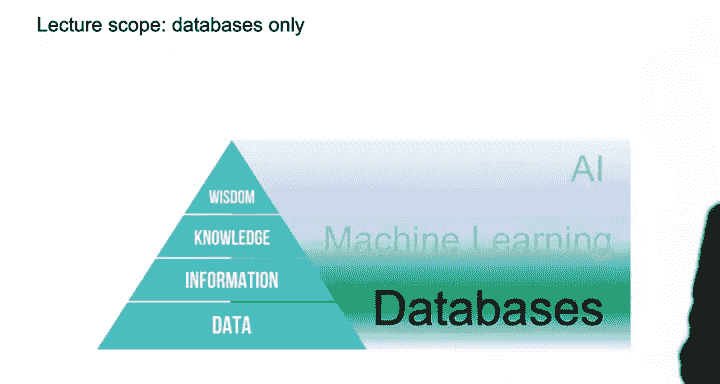 Lecture scope: databases only
AI
WISDOM
KNOWLEDGE
Machine Learning
INFORMATION
Databases
DATA